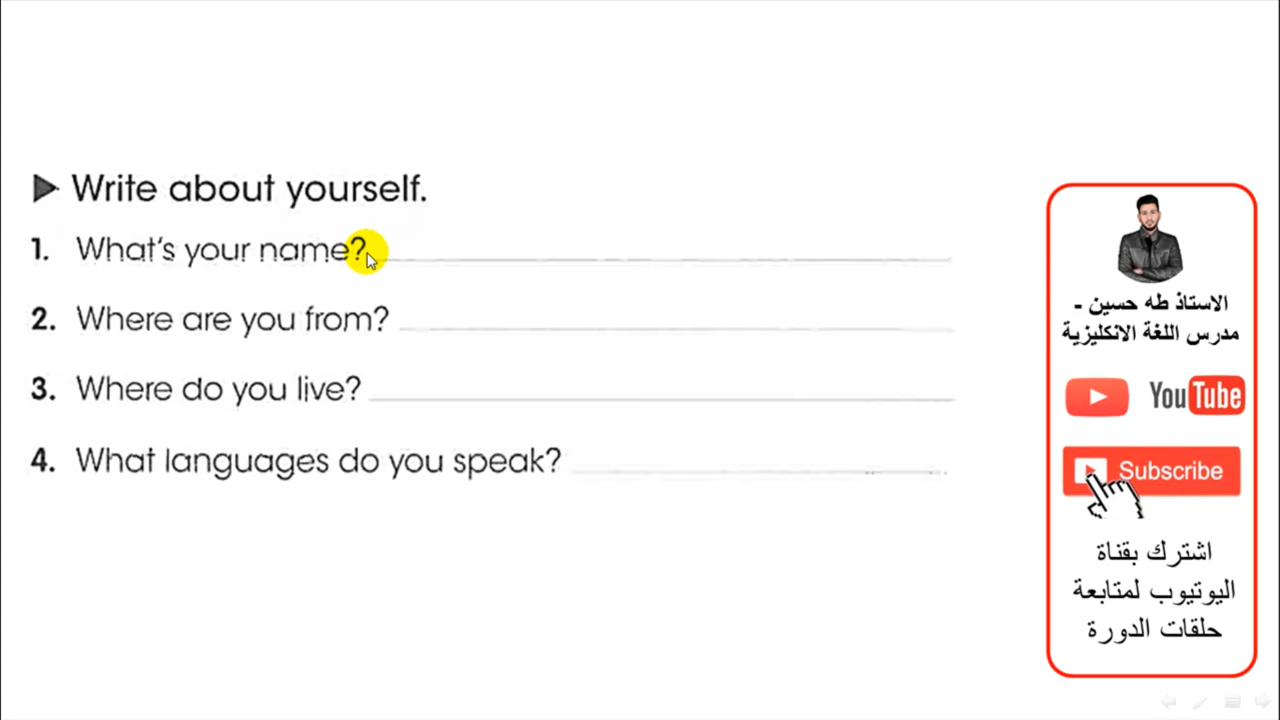 Write about yourself.
1. What's your name?
2. Where are you from?
3. Where do you live?
4. What languages do you speak?
الاستاذ طه حسين -
مدرس اللغة الانكليزية
YouTube
Subscribe
اشترك بقناة
اليوتيوب لمتابعة
حلقات الدورة